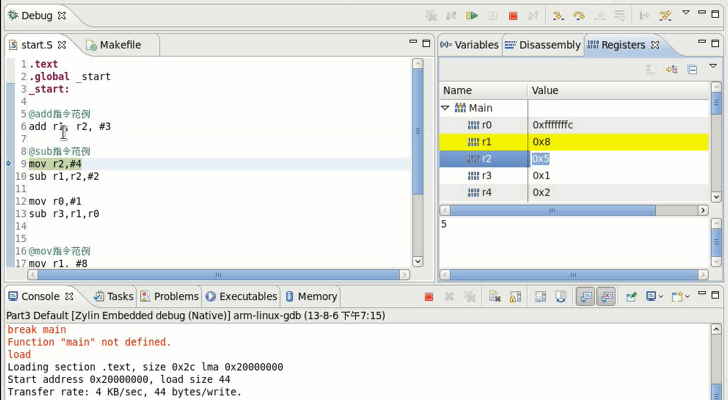 Debug
start.S
Makefile
1 .text
2 .global _start
3 _start:
4
5 @add指令范例
6 add r1, r2, #3
7
8 @sub指令范例
9 mov r2,#4
10 sub r1,r2,#2
11
12 mov r0,#1
13 sub r3,r1,r0
14
15
16 @mov指令范例
17 mov r1, #8
Variables
Disassembly
Registers
Name Value
Main
r0 0xfffffffc
r1 0x8
r2 0x5
r3 0x1
r4 0x2
5
Console
Tasks
Problems
Executables
Memory
Part3 Default [Zylin Embedded debug (Native)] arm-linux-gdb (13-8-6 下午7:15)
break main
Function "main" not defined.
load
Loading section .text, size 0x2c lma 0x20000000
Start address 0x20000000, load size 44
Transfer rate: 4 KB/sec, 44 bytes/write.